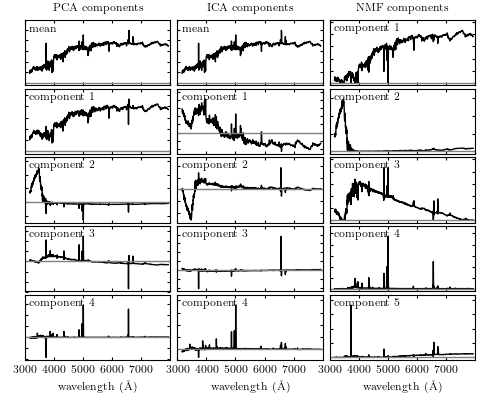 PCA components ICA components NMF components
mean mean component 1
component 1 component 1 component 2
component 2 component 2 component 3
component 3 component 3 component 4
component 4 component 4 component 5
3000 4000 5000 6000 7000 3000 4000 5000 6000 7000 3000 4000 5000 6000 7000
wavelength (Å) wavelength (Å) wavelength (Å)